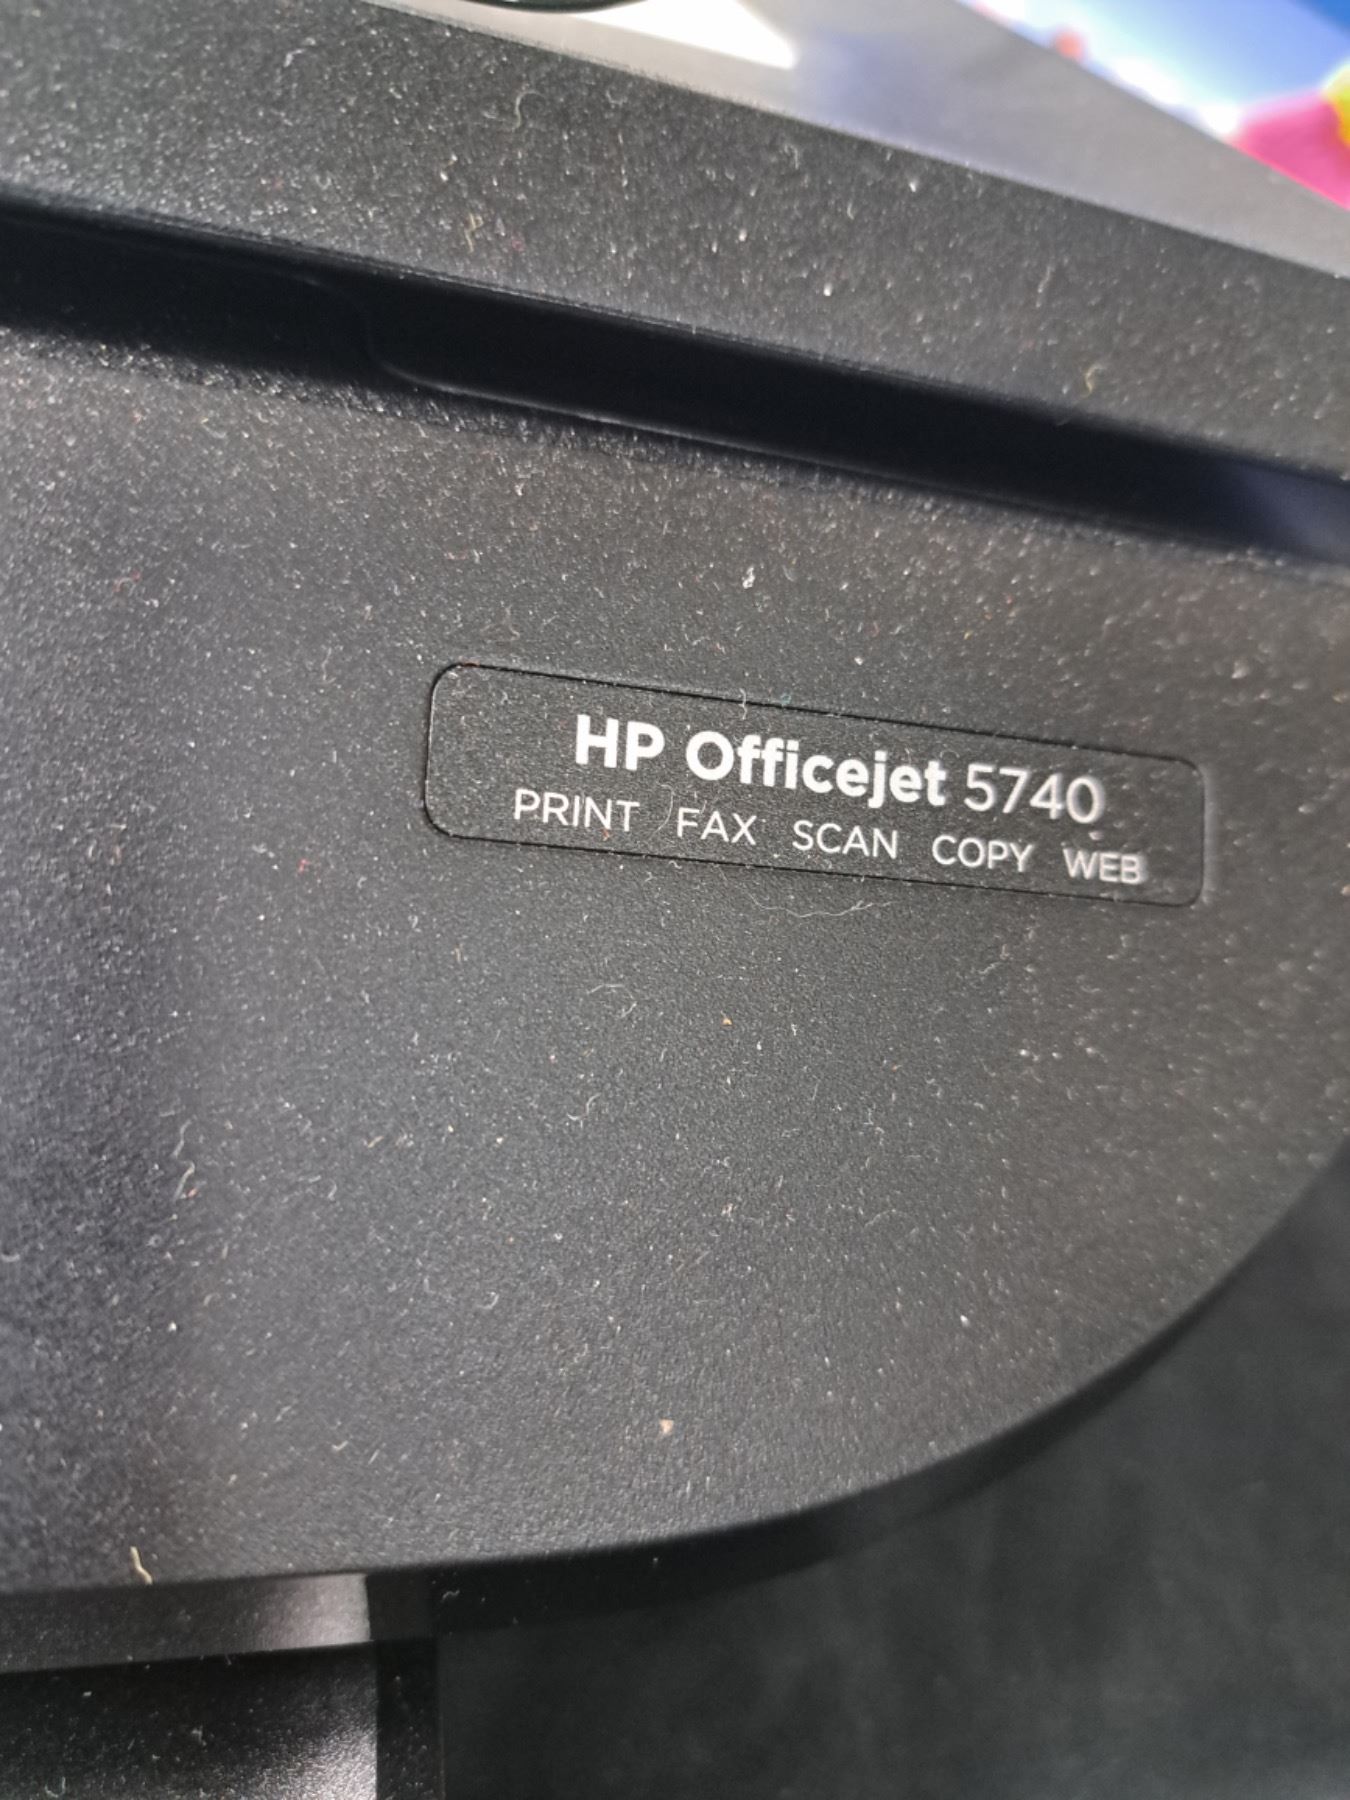 HP Officejet 5740
PRINT FAX SCAN COPY WEB